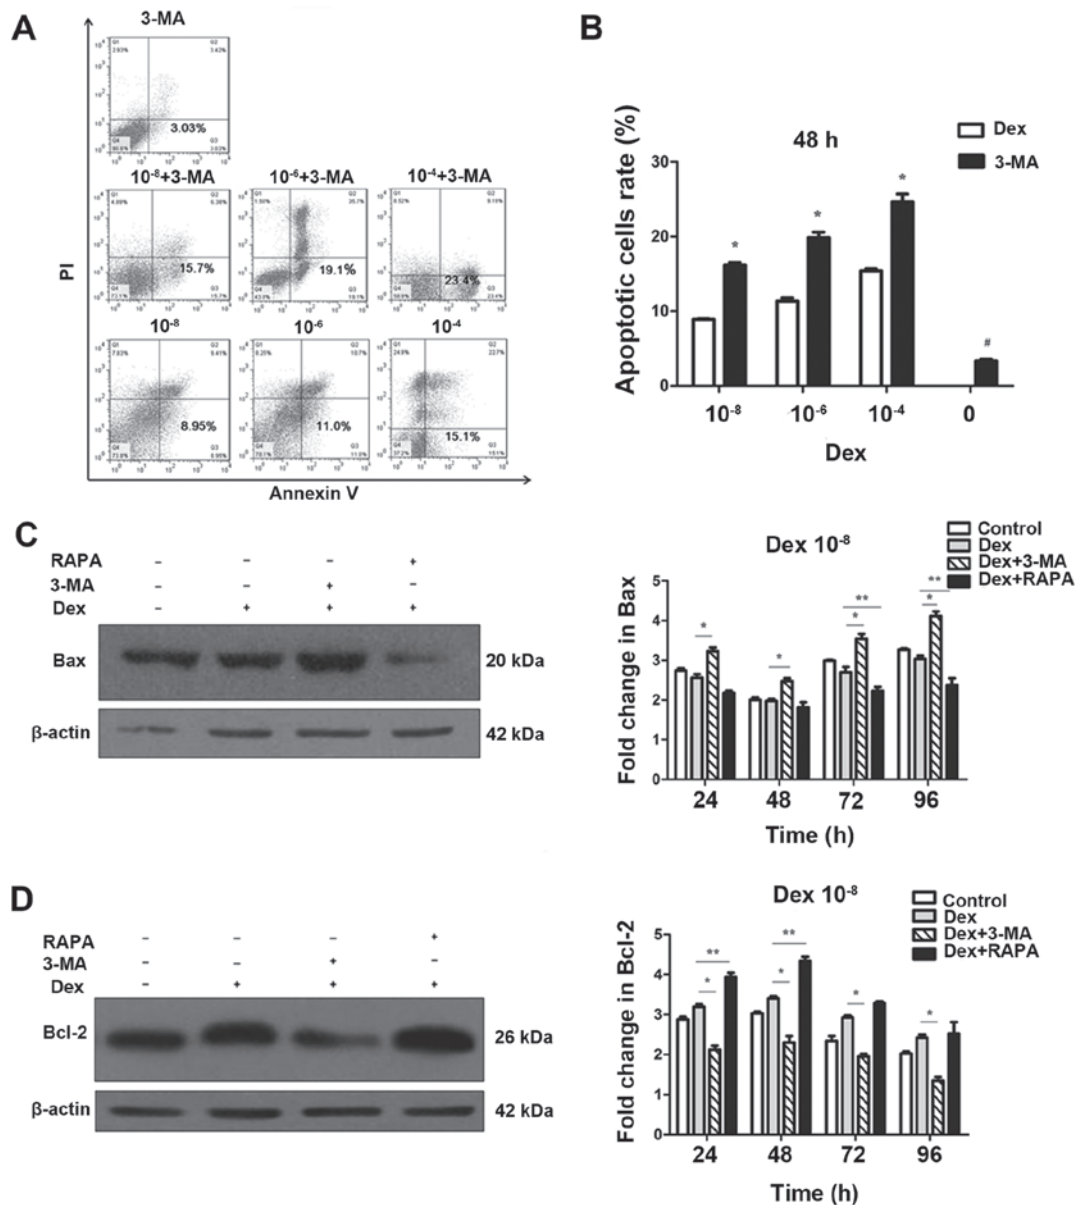 A
3-MA
3.03%
10-8+3-MA 10-6+3-MA 10-4+3-MA
15.7% 19.1% 23.4%
10-8 10-6 10-4
8.95% 11.0% 15.1%
PI
Annexin V
B
48 h
Dex
3-MA
Apoptotic cells rate (%)
30
20
10
0
* * * #
10-8 10-6 10-4 0
Dex
C
RAPA - - - +
3-MA - - + -
Dex - + + +
Bax 20 kDa
β-actin 42 kDa
Dex 10-8
Control
Dex
Dex+3-MA
Dex+RAPA
Fold change in Bax
5
4
3
2
1
0
* * ** * ** *
24 48 72 96
Time (h)
D
RAPA - - - +
3-MA - - + -
Dex - + + +
Bcl-2 26 kDa
β-actin 42 kDa
Dex 10-8
Control
Dex
Dex+3-MA
Dex+RAPA
Fold change in Bcl-2
5
4
3
2
1
0
** * ** * * *
24 48 72 96
Time (h)